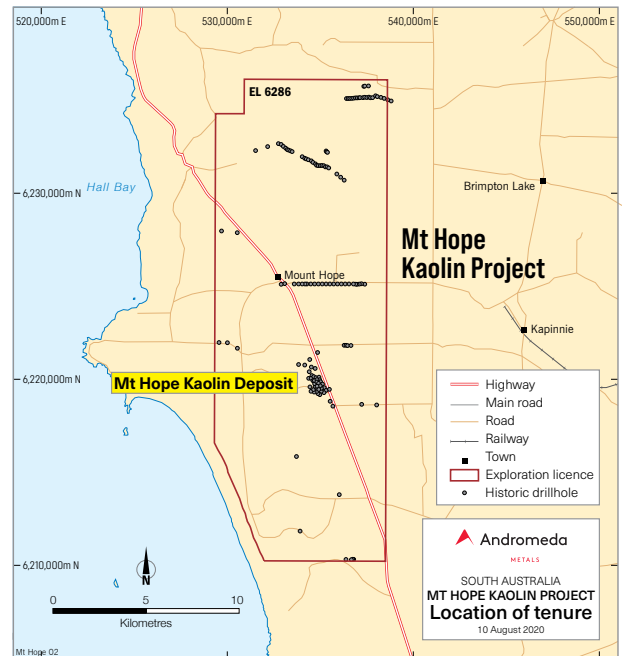 520,000m E
530,000m E
540,000m E
550,000m E
EL 6286
6,230,000m N
Hall Bay
Brimpton Lake
Mt Hope
Kaolin Project
Mount Hope
Kapinnie
Mt Hope Kaolin Deposit
6,220,000m N
Highway
Main road
Road
Railway
Town
Exploration licence
Historic drillhole
6,210,000m N
N
0 5 10
Kilometres
Andromeda
METALS
SOUTH AUSTRALIA
MT HOPE KAOLIN PROJECT
Location of tenure
10 August 2020
Mt Hope 02